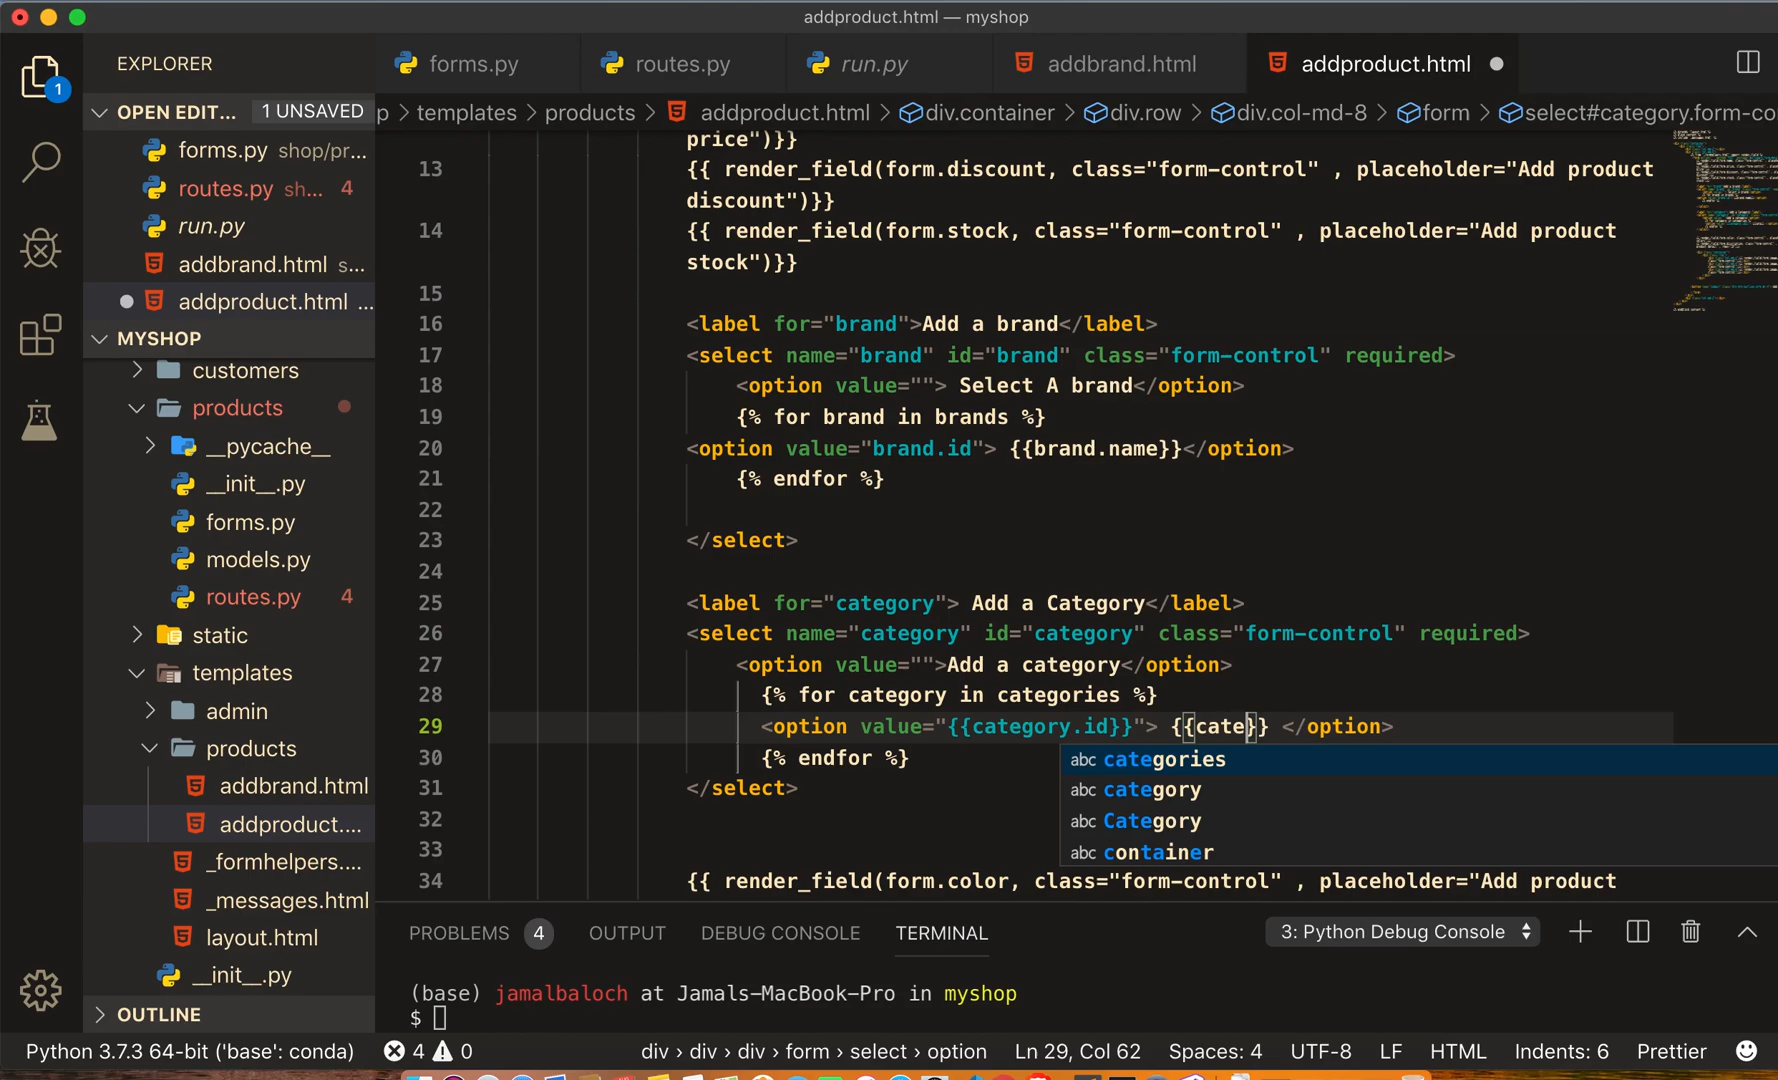 addproduct.html — myshop
EXPLORER
forms.py
routes.py
run.py
addbrand.html
addproduct.html
1
OPEN EDIT...
1 UNSAVED
p > templates > products > addproduct.html > div.container > div.row > div.col-md-8 > form > select#category.form-co
forms.py shop/pr...
routes.py sh... 4
run.py
addbrand.html s...
addproduct.html ...
MYSHOP
customers
products
__pycache__
__init__.py
forms.py
models.py
routes.py 4
static
templates
admin
products
addbrand.html
addproduct....
_formhelpers....
_messages.html
layout.html
__init__.py
OUTLINE
price")}}
13 {{ render_field(form.discount, class="form-control" , placeholder="Add product
discount")}}
14 {{ render_field(form.stock, class="form-control" , placeholder="Add product
stock")}}
15
16 <label for="brand">Add a brand</label>
17 <select name="brand" id="brand" class="form-control" required>
18 <option value=""> Select A brand</option>
19 {% for brand in brands %}
20 <option value="brand.id"> {{brand.name}}</option>
21 {% endfor %}
22
23 </select>
24
25 <label for="category"> Add a Category</label>
26 <select name="category" id="category" class="form-control" required>
27 <option value="">Add a category</option>
28 {% for category in categories %}
29 <option value="{{category.id}}"> {{cate}} </option>
30 {% endfor %}
31 </select>
32
33
34 {{ render_field(form.color, class="form-control" , placeholder="Add product
abc categories
abc category
abc Category
abc container
PROBLEMS 4 OUTPUT DEBUG CONSOLE TERMINAL 3: Python Debug Console
(base) jamalbaloch at Jamals-MacBook-Pro in myshop
$
Python 3.7.3 64-bit ('base': conda) 4 0 div › div › div › form › select › option Ln 29, Col 62 Spaces: 4 UTF-8 LF HTML Indents: 6 Prettier